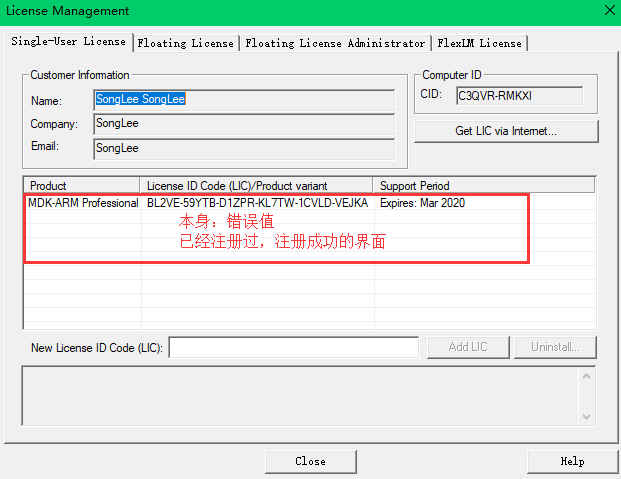 License Management
Single-User License Floating License Floating License Administrator FlexLM License
Customer Information
Name: SongLee SongLee
Company: SongLee
Email: SongLee
Computer ID
CID: C3QVR-RMKXI
Get LIC via Internet...
Product License ID Code (LIC)/Product variant Support Period
MDK-ARM Professional BL2VE-59YTB-D1ZPR-KL7TW-1CVLD-VEJKA Expires: Mar 2020
本身：错误值
已经注册过，注册成功的界面
New License ID Code (LIC): Add LIC Uninstall...
Close Help